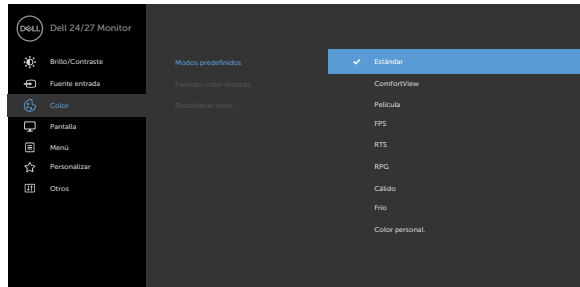 DELL
Dell 24/27 Monitor
Brillo/Contraste
Fuente entrada
Color
Pantalla
Menú
Personalizar
Otros
Modos predefinidos
Formato color entrada
Restablecer color
Estándar
ComfortView
Película
FPS
RTS
RPG
Cálido
Frío
Color personal.